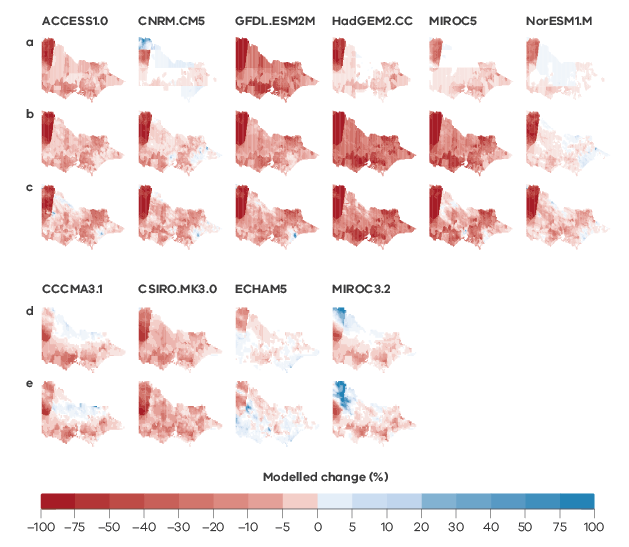 ACCESS1.0 CNRM.CM5 GFDL.ESM2M HadGEM2.CC MIROC5 NorESM1.M
a
b
c
CCCMA3.1 CSIRO.MK3.0 ECHAM5 MIROC3.2
d
e
Modelled change (%)
–100 –75 –50 –40 –30 –20 –10 –5 0 5 10 20 30 40 50 75 100